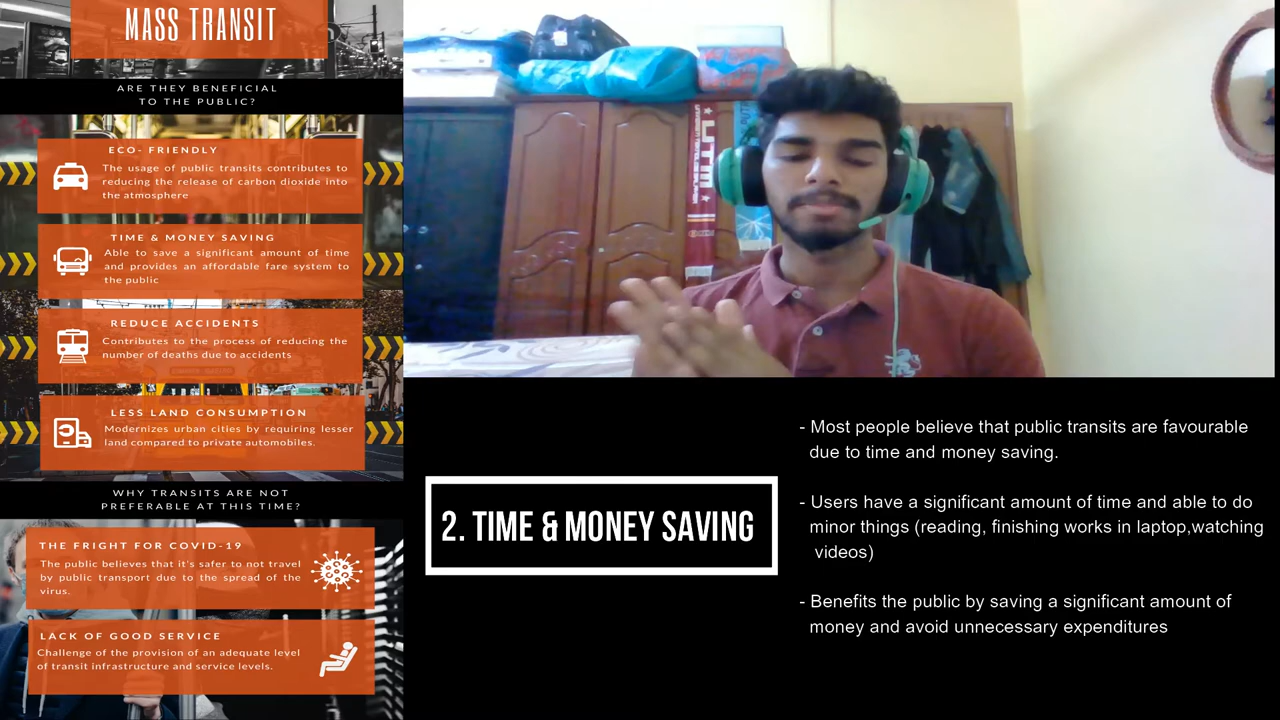 MASS TRANSIT
ARE THEY BENEFICIAL
TO THE PUBLIC?
ECO- FRIENDLY
The usage of public transits contributes to
reducing the release of carbon dioxide into
the atmosphere
TIME & MONEY SAVING
Able to save a significant amount of time
and provides an affordable fare system to
the public
REDUCE ACCIDENTS
Contributes to the process of reducing the
number of deaths due to accidents
LESS LAND CONSUMPTION
Modernizes urban cities by requiring lesser
land compared to private automobiles.
WHY TRANSITS ARE NOT
PREFERABLE AT THIS TIME?
THE FRIGHT FOR COVID-19
The public believes that it's safer to not travel
by public transport due to the spread of the
virus.
LACK OF GOOD SERVICE
Challenge of the provision of an adequate level
of transit infrastructure and service levels.
UTM
2. TIME & MONEY SAVING
- Most people believe that public transits are favourable
due to time and money saving.
- Users have a significant amount of time and able to do
minor things (reading, finishing works in laptop,watching
videos)
- Benefits the public by saving a significant amount of
money and avoid unnecessary expenditures